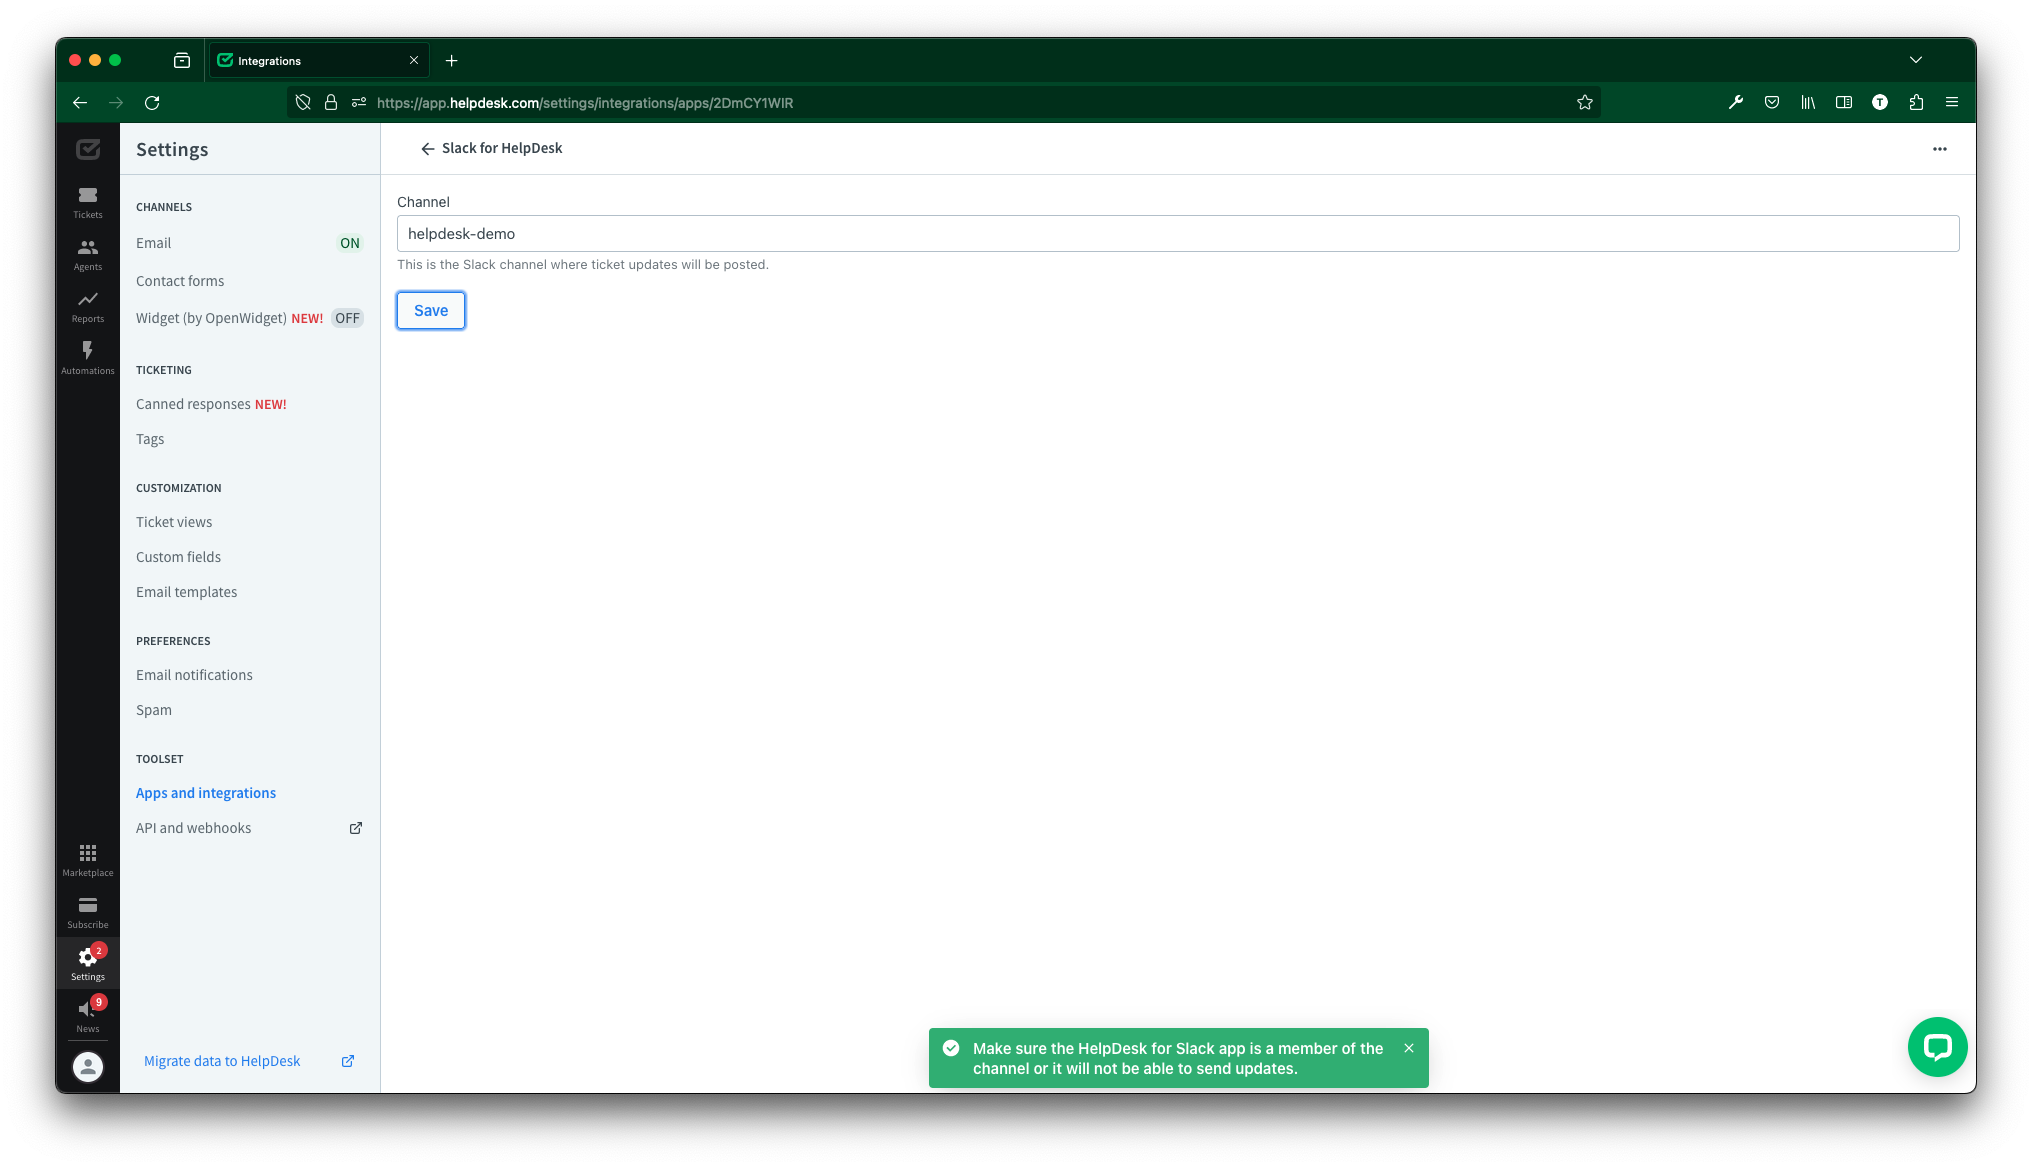 Integrations
https://app.helpdesk.com/settings/integrations/apps/2DmCY1WIR
T
Settings
Slack for HelpDesk
Tickets
Agents
Reports
Automations
Marketplace
Subscribe
2
Settings
9
News
CHANNELS
Email ON
Contact forms
Widget (by OpenWidget) NEW! OFF
TICKETING
Canned responses NEW!
Tags
CUSTOMIZATION
Ticket views
Custom fields
Email templates
PREFERENCES
Email notifications
Spam
TOOLSET
Apps and integrations
API and webhooks
Migrate data to HelpDesk
Channel
helpdesk-demo
This is the Slack channel where ticket updates will be posted.
Save
Make sure the HelpDesk for Slack app is a member of the
channel or it will not be able to send updates.